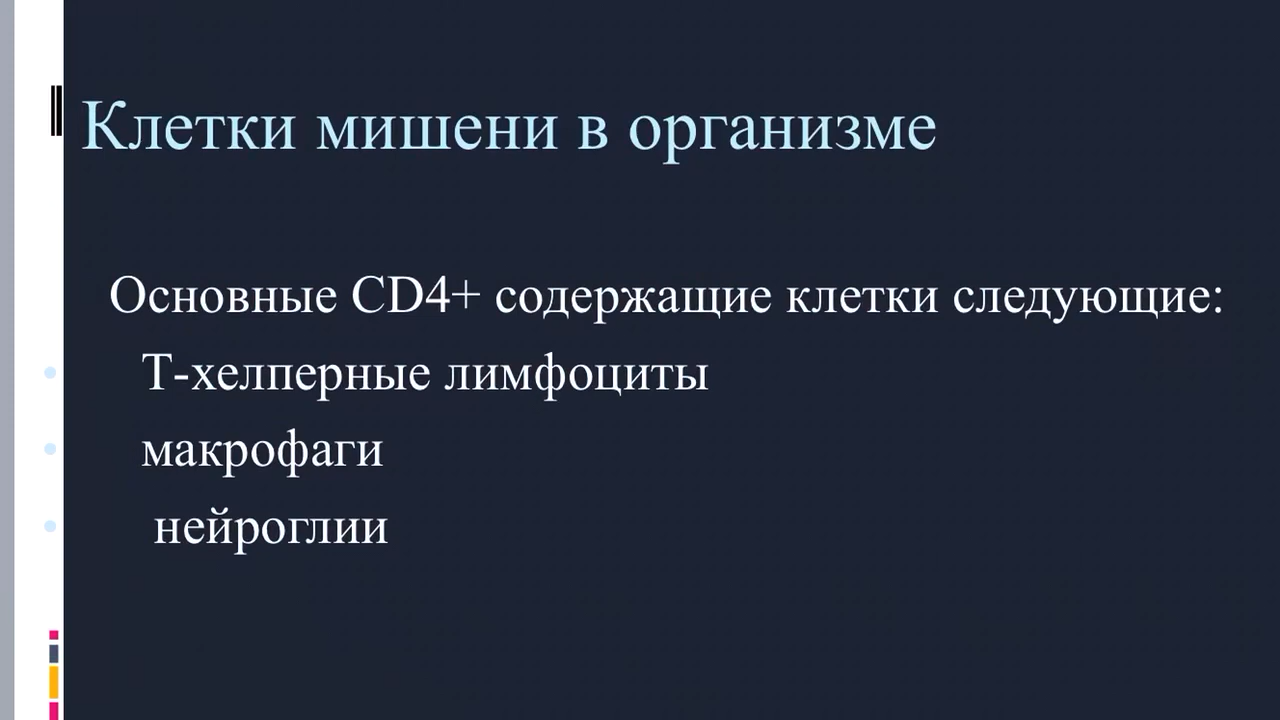 Клетки мишени в организме
Основные CD4+ содержащие клетки следующие:
Т-хелперные лимфоциты
макрофаги
нейроглии